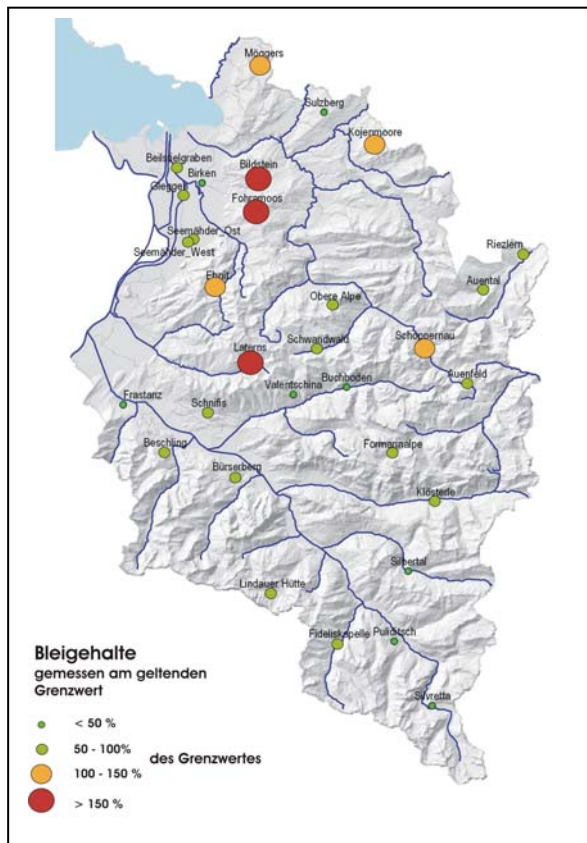 Möggers
Sulzberg
Kojenmoore
Bildstein
Beilstielgraben
Birken
Gleggen
Fohramoos
Seemähder_Ost
Seemähder_West
Riezlern
Ebnit
Auental
Obere Alpe
Schoppernau
Schwandwald
Laterns
Auenfeld
Buchboden
Valentschina
Frastanz
Schnifis
Beschling
Formarinalpe
Bürserberg
Klösterle
Silbertal
Lindauer Hütte
Fideliskapelle
Puliditsch
Silvretta
Bleigehalte
gemessen am geltenden
Grenzwert
< 50 %
50 - 100%
des Grenzwertes
100 - 150 %
> 150 %